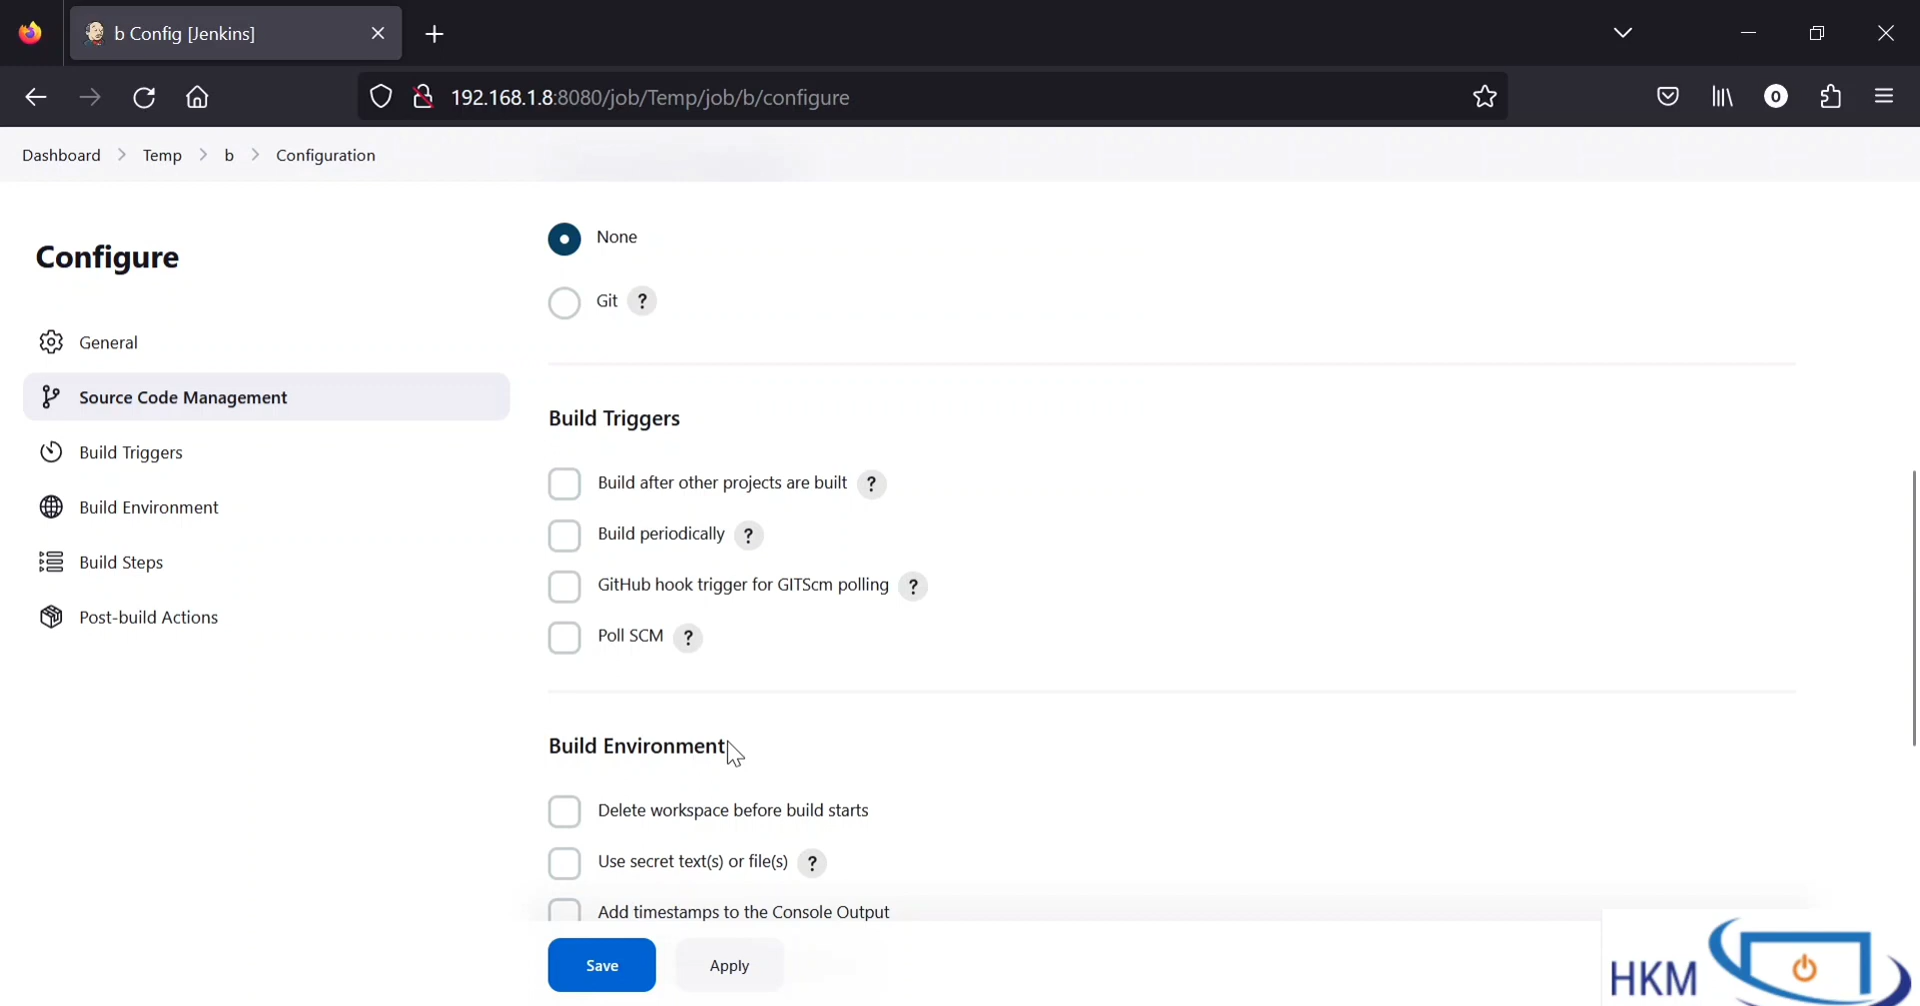 b Config [Jenkins]
192.168.1.8:8080/job/Temp/job/b/configure
Dashboard > Temp > b > Configuration
Configure
General
Source Code Management
Build Triggers
Build Environment
Build Steps
Post-build Actions
None
Git ?
Build Triggers
Build after other projects are built ?
Build periodically ?
GitHub hook trigger for GITScm polling ?
Poll SCM ?
Build Environment
Delete workspace before build starts
Use secret text(s) or file(s) ?
Add timestamps to the Console Output
Save
Apply
HKM